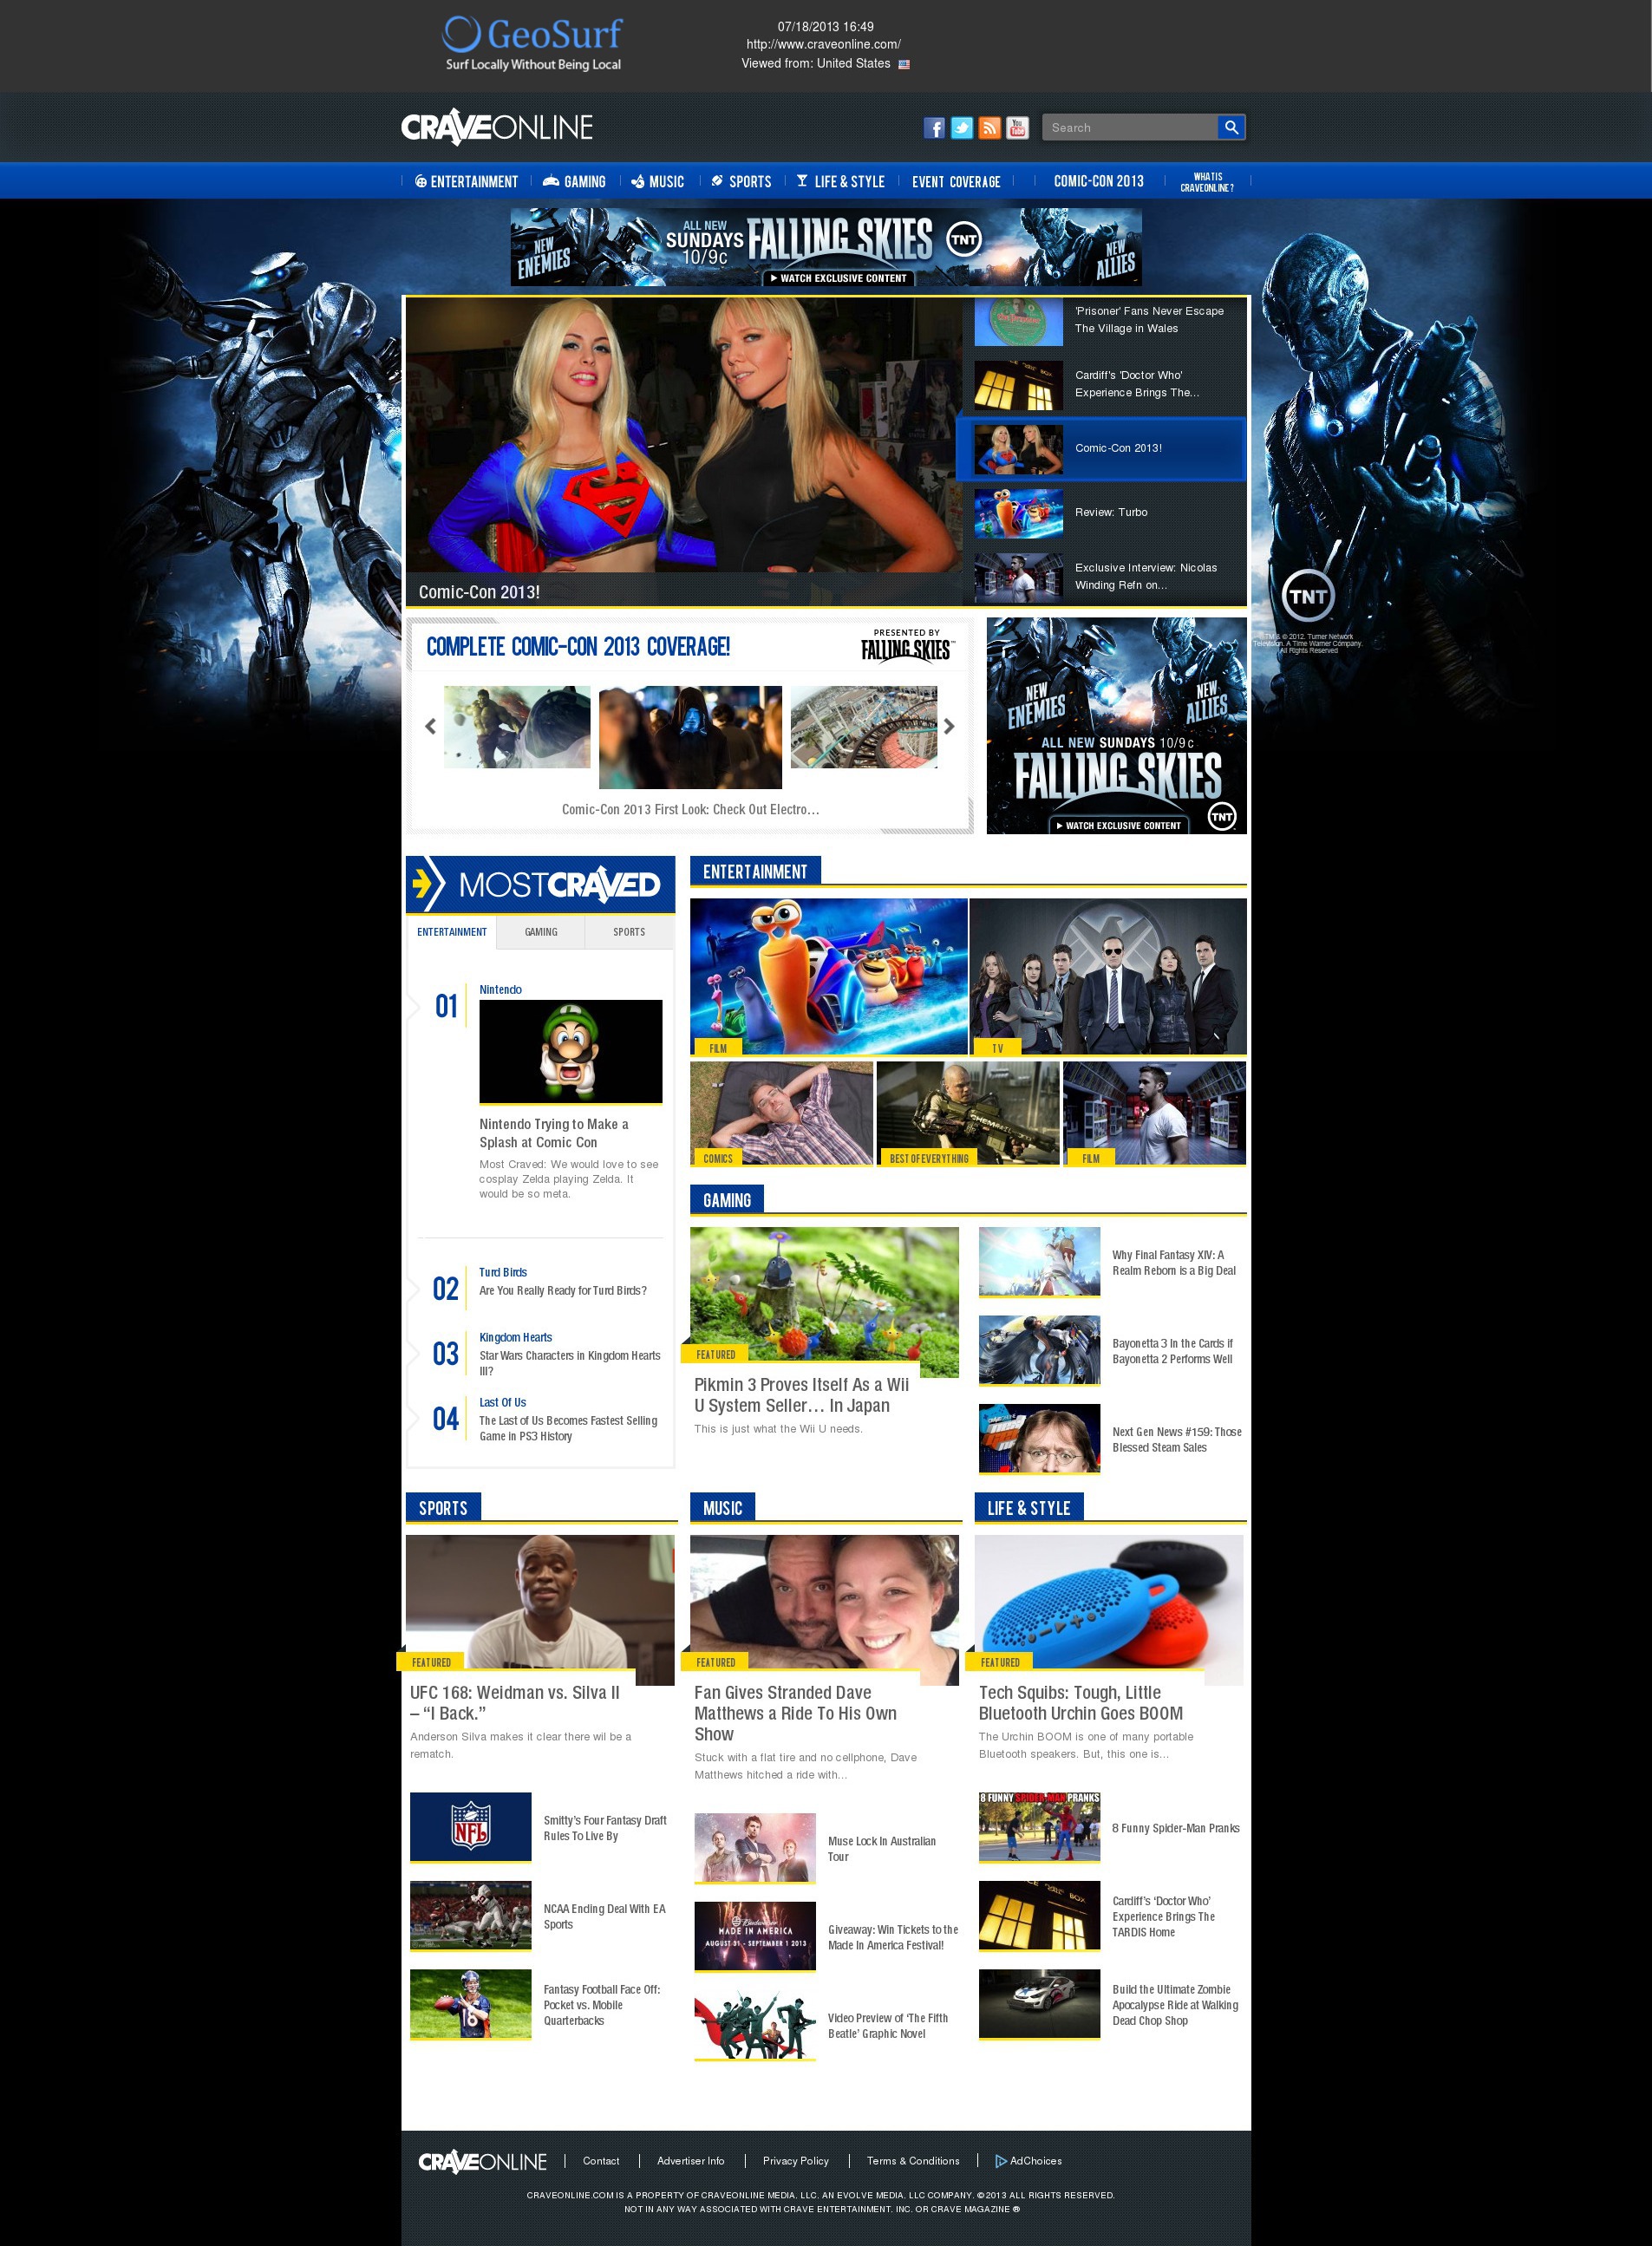 GeoSurf
Surf Locally Without Being Local
07/18/2013 16:49
http://www.craveonline.com/
Viewed from: United States
CRAVEONLINE
You Tube
Search
ENTERTAINMENT
GAMING
MUSIC
SPORTS
LIFE & STYLE
EVENT COVERAGE
COMIC-CON 2013
WHAT IS
CRAVEONLINE?
NEW
ENEMIES
ALL NEW
SUNDAYS
10/9c
FALLING SKIES
TNT
WATCH EXCLUSIVE CONTENT
NEW
ALLIES
'Prisoner' Fans Never Escape
The Village in Wales
Cardiff's 'Doctor Who'
Experience Brings The...
Comic-Con 2013!
Review: Turbo
Exclusive Interview: Nicolas
Winding Refn on...
Comic-Con 2013!
TNT
TM & © 2012. Turner Network
Television. A Time Warner Company.
All Rights Reserved
COMPLETE COMIC-CON 2013 COVERAGE!
PRESENTED BY
FALLING SKIES
Comic-Con 2013 First Look: Check Out Electro...
NEW
ENEMIES
NEW
ALLIES
ALL NEW SUNDAYS 10/9c
FALLING SKIES
WATCH EXCLUSIVE CONTENT
TNT
MOSTCRAVED
ENTERTAINMENT
GAMING
SPORTS
01
Nintendo
Nintendo Trying to Make a
Splash at Comic Con
Most Craved: We would love to see
cosplay Zelda playing Zelda. It
would be so meta.
02
Turd Birds
Are You Really Ready for Turd Birds?
03
Kingdom Hearts
Star Wars Characters in Kingdom Hearts
III?
04
Last Of Us
The Last of Us Becomes Fastest Selling
Game in PS3 History
ENTERTAINMENT
FILM
TV
COMICS
BEST OF EVERYTHING
FILM
GAMING
FEATURED
Pikmin 3 Proves Itself As a Wii
U System Seller… In Japan
This is just what the Wii U needs.
Why Final Fantasy XIV: A
Realm Reborn is a Big Deal
Bayonetta 3 In the Cards if
Bayonetta 2 Performs Well
Next Gen News #159: Those
Blessed Steam Sales
SPORTS
FEATURED
UFC 168: Weidman vs. Silva II
– “I Back.”
Anderson Silva makes it clear there wil be a
rematch.
NFL
Smitty’s Four Fantasy Draft
Rules To Live By
NCAA Ending Deal With EA
Sports
18
Fantasy Football Face Off:
Pocket vs. Mobile
Quarterbacks
MUSIC
FEATURED
Fan Gives Stranded Dave
Matthews a Ride To His Own
Show
Stuck with a flat tire and no cellphone, Dave
Matthews hitched a ride with...
Muse Lock In Australian
Tour
Budweiser
MADE IN AMERICA
AUGUST 31 - SEPTEMBER 1 2013
Giveaway: Win Tickets to the
Made In America Festival!
Video Preview of ‘The Fifth
Beatle’ Graphic Novel
LIFE & STYLE
FEATURED
Tech Squibs: Tough, Little
Bluetooth Urchin Goes BOOM
The Urchin BOOM is one of many portable
Bluetooth speakers. But, this one is...
8 FUNNY SPIDER-MAN PRANKS
8 Funny Spider-Man Pranks
BOX
Cardiff’s ‘Doctor Who’
Experience Brings The
TARDIS Home
Build the Ultimate Zombie
Apocalypse Ride at Walking
Dead Chop Shop
CRAVEONLINE
Contact
Advertiser Info
Privacy Policy
Terms & Conditions
AdChoices
CRAVEONLINE.COM IS A PROPERTY OF CRAVEONLINE MEDIA, LLC, AN EVOLVE MEDIA, LLC COMPANY. ©2013 ALL RIGHTS RESERVED.
NOT IN ANY WAY ASSOCIATED WITH CRAVE ENTERTAINMENT, INC. OR CRAVE MAGAZINE ®